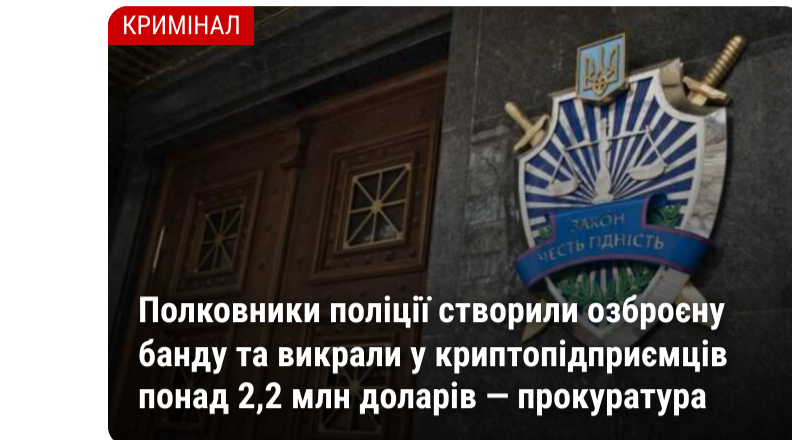 КРИМІНАЛ
ЗАКОН
ЧЕСТЬ ГІДНІСТЬ
Полковники поліції створили озброєну
банду та викрали у криптопідприємців
понад 2,2 млн доларів — прокуратура